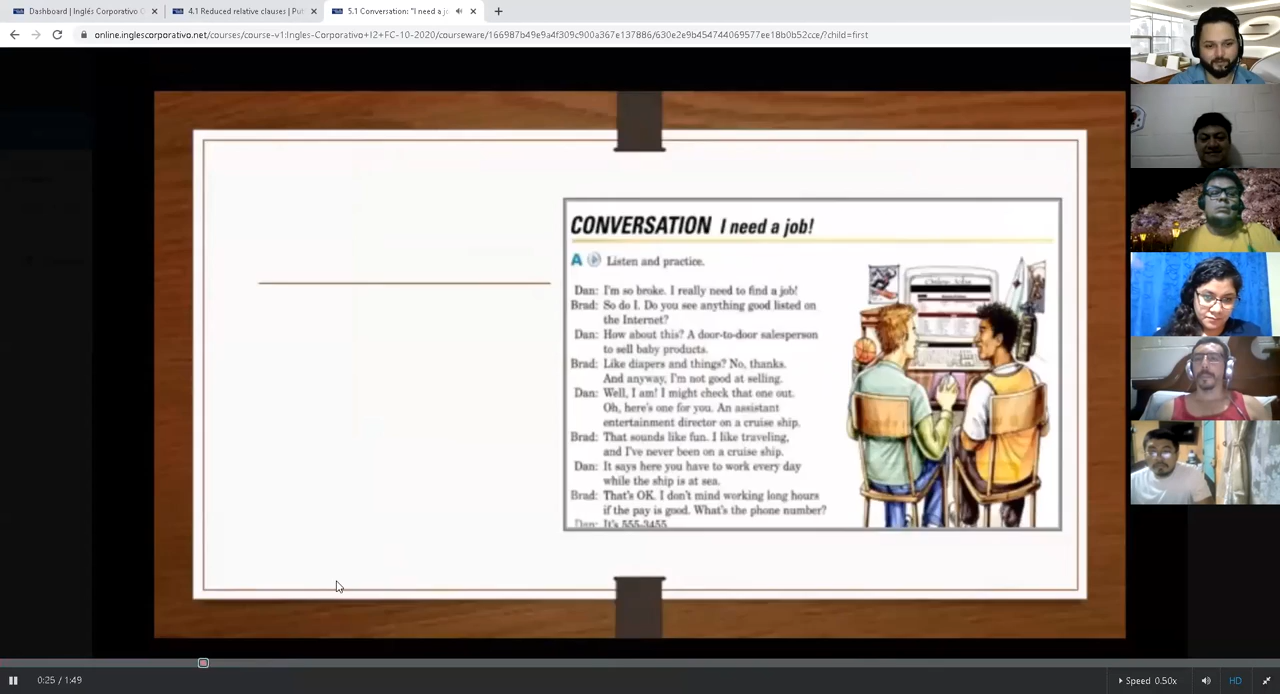 Dashboard | Inglés Corporativo
4.1 Reduced relative clauses | Pu
5.1 Conversation: "I need a jo
online.inglescorporativo.net/courses/course-v1:Ingles-Corporativo+I2+FC-10-2020/
/?child=first
CONVERSATION I need a job!
A Listen and practice.
Dan: I'm so broke. I really need to find a job!
Brad: So do I. Do you see anything good listed on
the Internet?
Dan: How about this? A door-to-door salesperson
to sell baby products.
Brad: Like diapers and things? No, thanks.
And anyway, I'm not good at selling.
Dan: Well, I am! I might check that one out.
Oh, here's one for you. An assistant
entertainment director on a cruise ship.
Brad: That sounds like fun. I like traveling,
and I've never been on a cruise ship.
Dan: It says here you have to work every day
while the ship is at sea.
Brad: That's OK. I don't mind working long hours
if the pay is good. What's the phone number?
Dan: It's 555-3455
Online Jobs
0:25 / 1:49
Speed 0.50x
HD